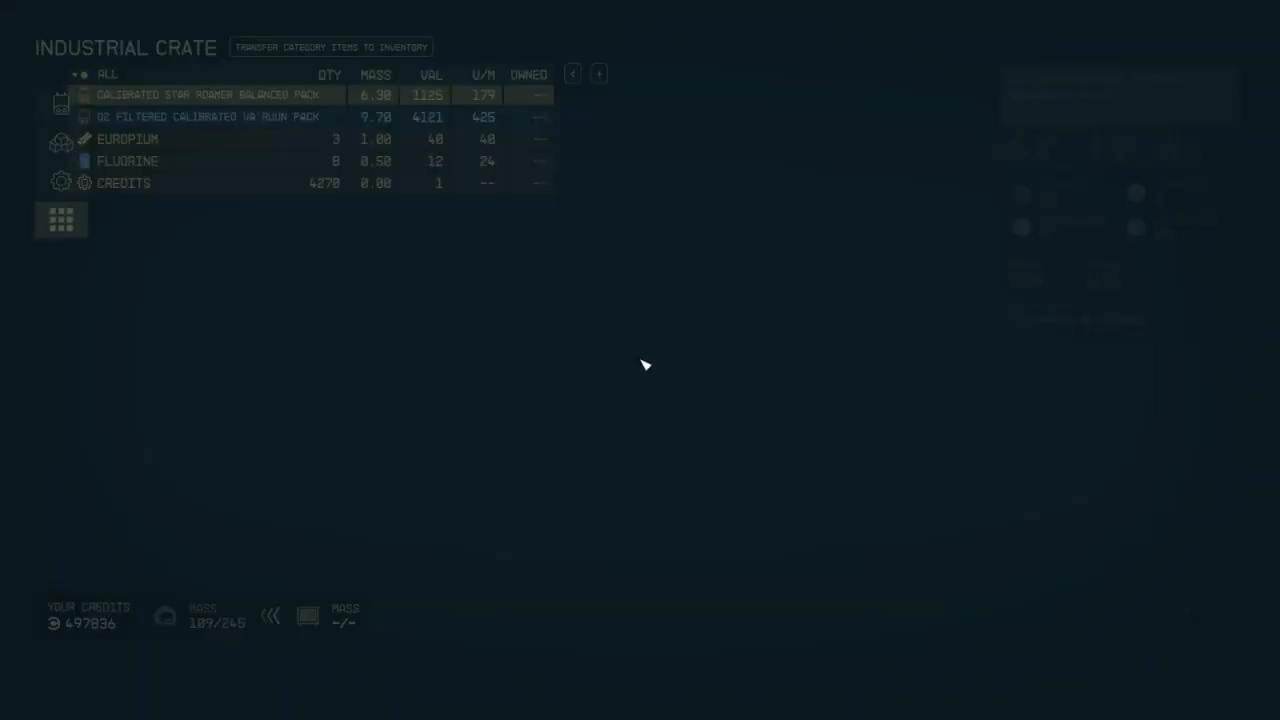 INDUSTRIAL CRATE TRANSFER CATEGORY ITEMS TO INVENTORY
ALL QTY MASS VAL V/M OWNED < +
CALIBRATED STAR ROAMER BALANCED PACK 6.30 1125 179 --
O2 FILTERED CALIBRATED VA'RUUN PACK 9.70 4121 425 --
EUROPIUM 3 1.00 40 40 --
FLUORINE 8 0.50 12 24 --
CREDITS 4270 0.00 1 -- --
YOUR CREDITS MASS MASS
497836 109/245 -/-